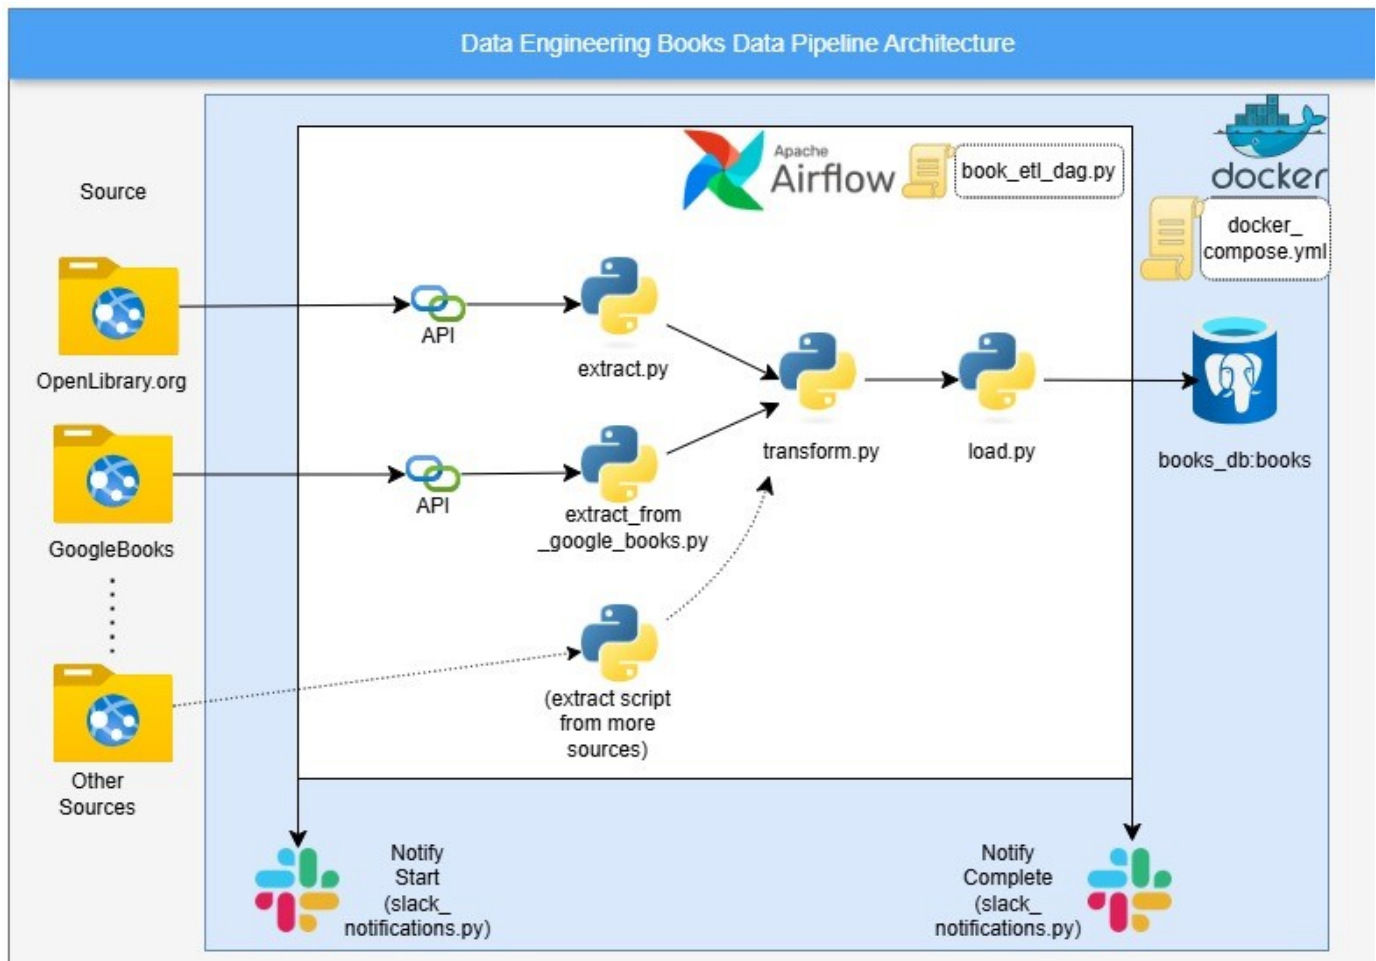 Data Engineering Books Data Pipeline Architecture
Apache
Airflow
book_etl_dag.py
docker
docker_
compose.yml
Source
OpenLibrary.org
API
extract.py
transform.py
load.py
books_db:books
GoogleBooks
API
extract_from
_google_books.py
Other
Sources
(extract script
from more
sources)
Notify
Start
(slack_
notifications.py)
Notify
Complete
(slack_
notifications.py)